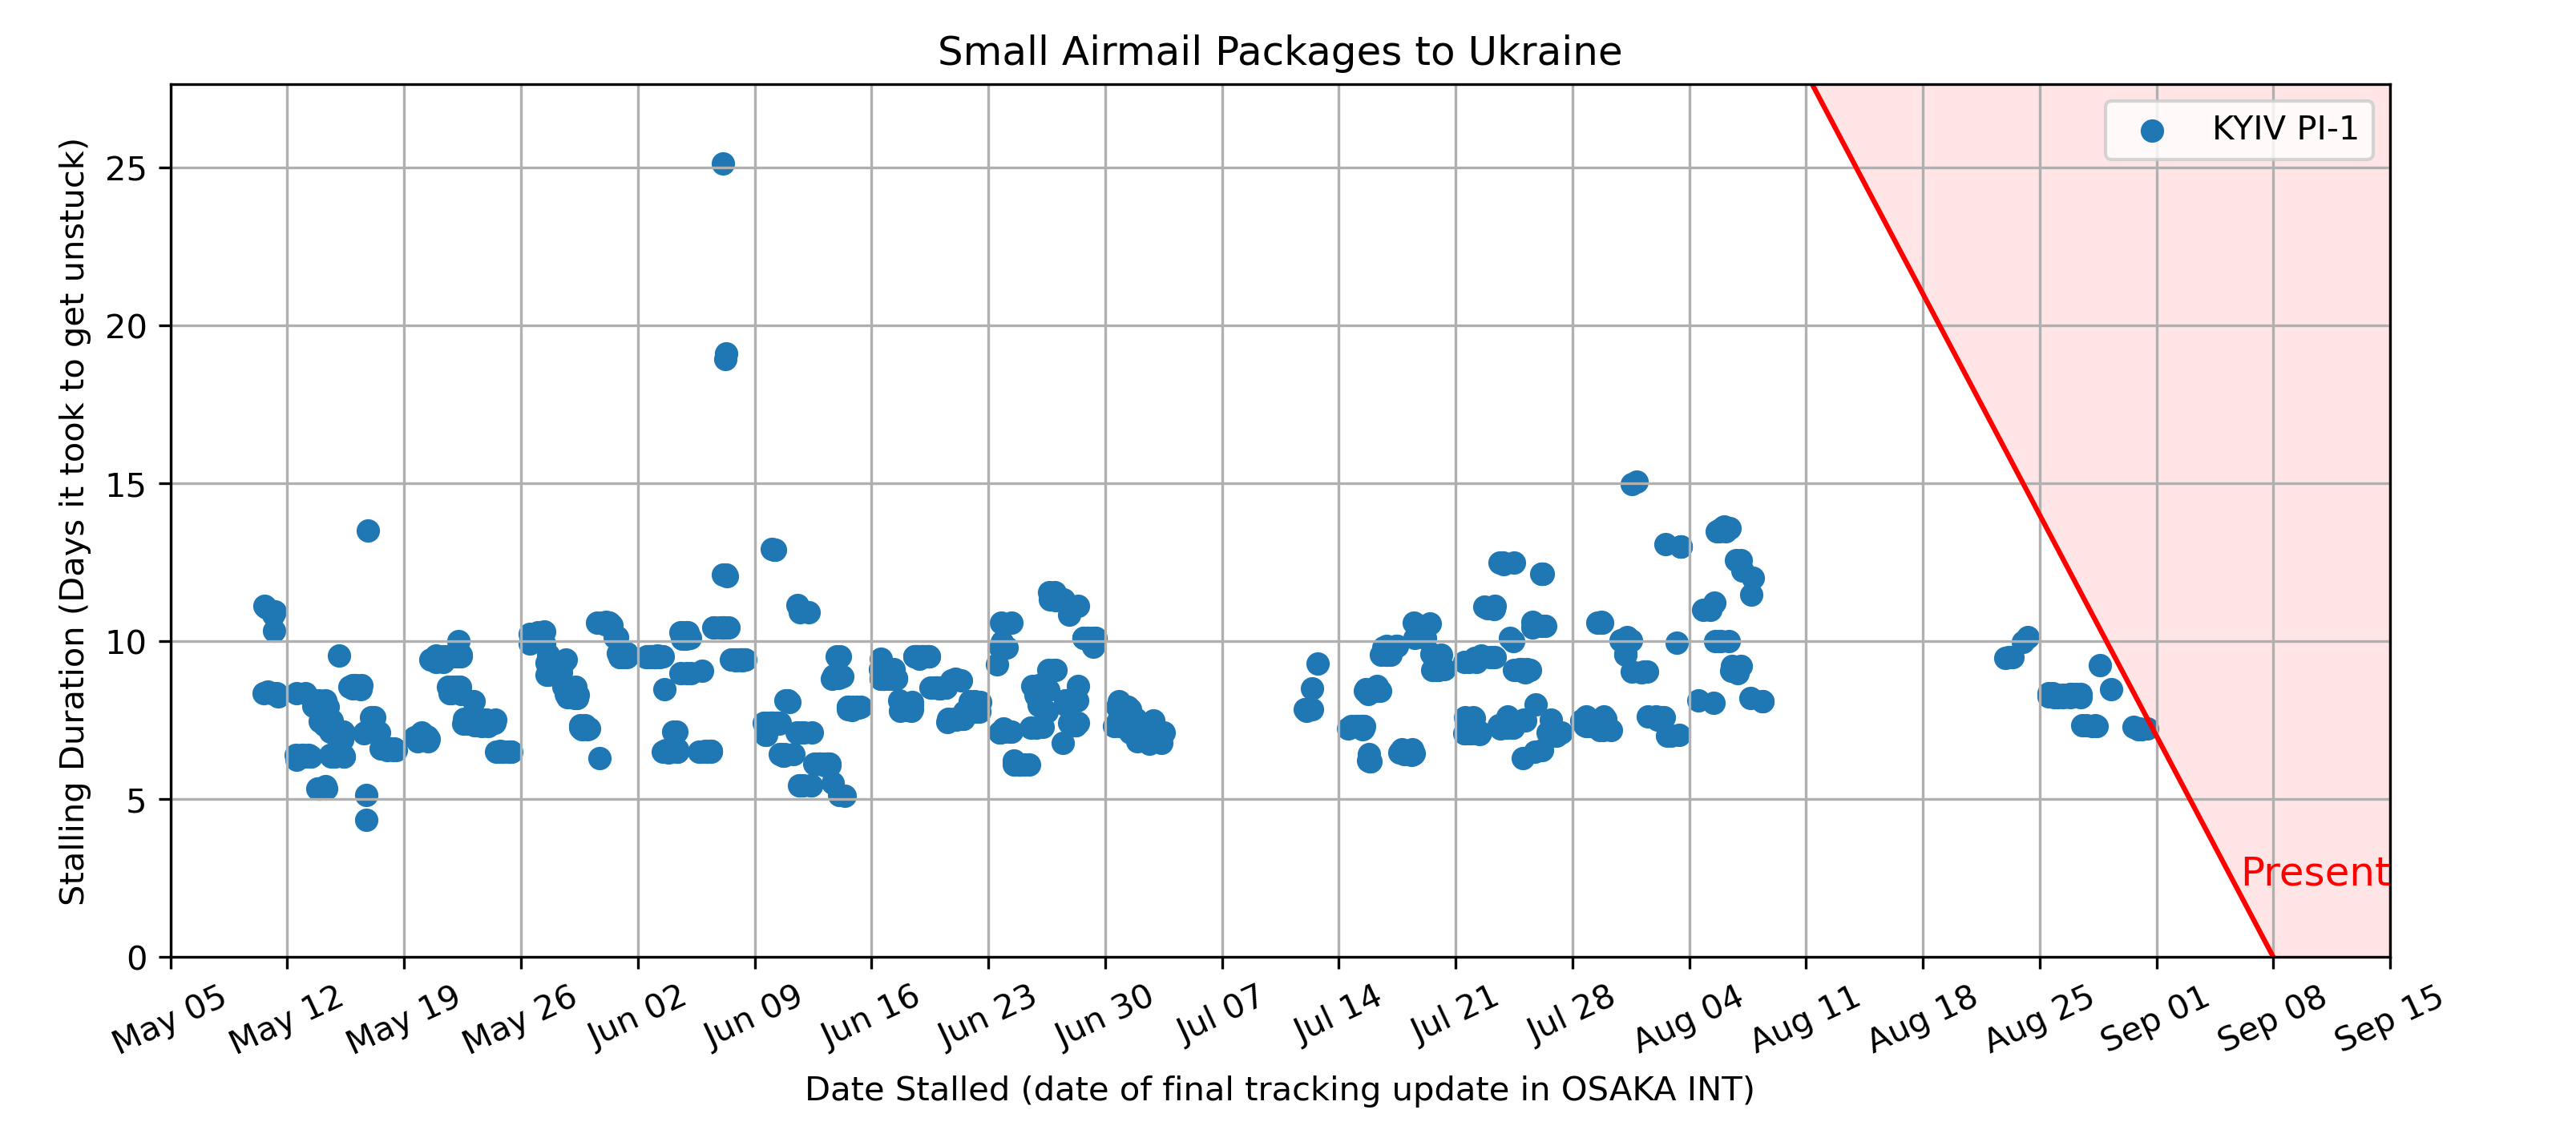 Small Airmail Packages to Ukraine
KYIV PI-1
Stalling Duration (Days it took to get unstuck)
25
20
15
10
5
0
Present
May 05
May 12
May 19
May 26
Jun 02
Jun 09
Jun 16
Jun 23
Jun 30
Jul 07
Jul 14
Jul 21
Jul 28
Aug 04
Aug 11
Aug 18
Aug 25
Sep 01
Sep 08
Sep 15
Date Stalled (date of final tracking update in OSAKA INT)